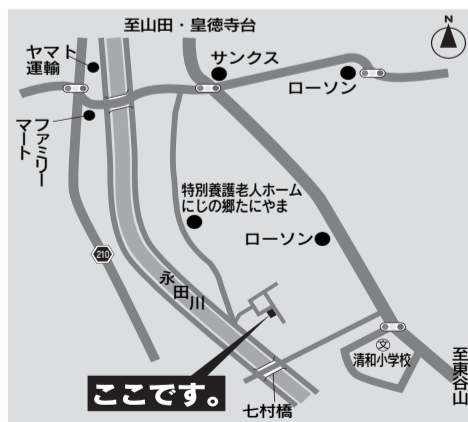 至山田・皇徳寺台
N
ヤマト
運輸
サンクス
ローソン
ファミリー
マート
特別養護老人ホーム
にじの郷たにやま
ローソン
210
永田川
文
清和小学校
至東谷山
ここです。
七村橋